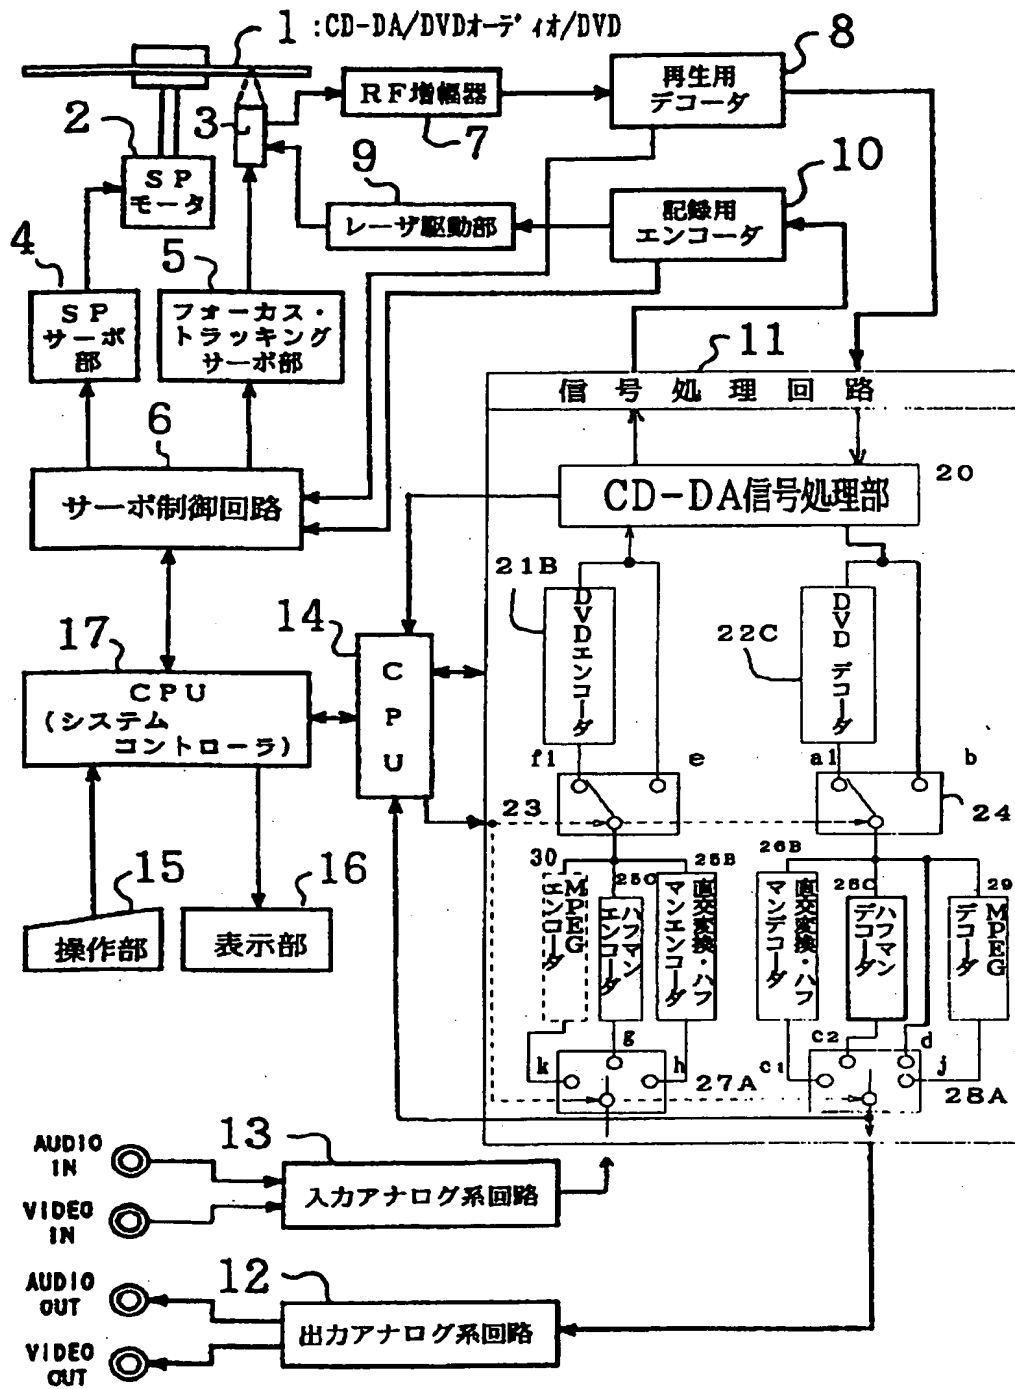 1 :CD-DA/DVDオーディオ/DVD
8
再生用
デコーダ
RF増幅器
7
2
3
SP
モータ
9
レーザ駆動部
10
記録用
エンコーダ
4
SP
サーボ
部
5
フォーカス・
トラッキング
サーボ部
11
信号処理回路
6
サーボ制御回路
CD-DA信号処理部
20
21B
DVDエンコーダ
22C
DVDデコーダ
17
CPU
(システム
コントローラ)
14
CPU
f1
e
a1
b
23
24
15
操作部
16
表示部
30
MPEG
エンコーダ
25C
ハフマン
エンコーダ
25B
直交変換・ハフ
マンエンコーダ
26B
直交変換・ハフ
マンデコーダ
26C
ハフマン
デコーダ
29
MPEG
デコーダ
k
g
h
27A
c1
c2
d
j
28A
AUDIO
IN
VIDEO
IN
13
入力アナログ系回路
AUDIO
OUT
VIDEO
OUT
12
出力アナログ系回路